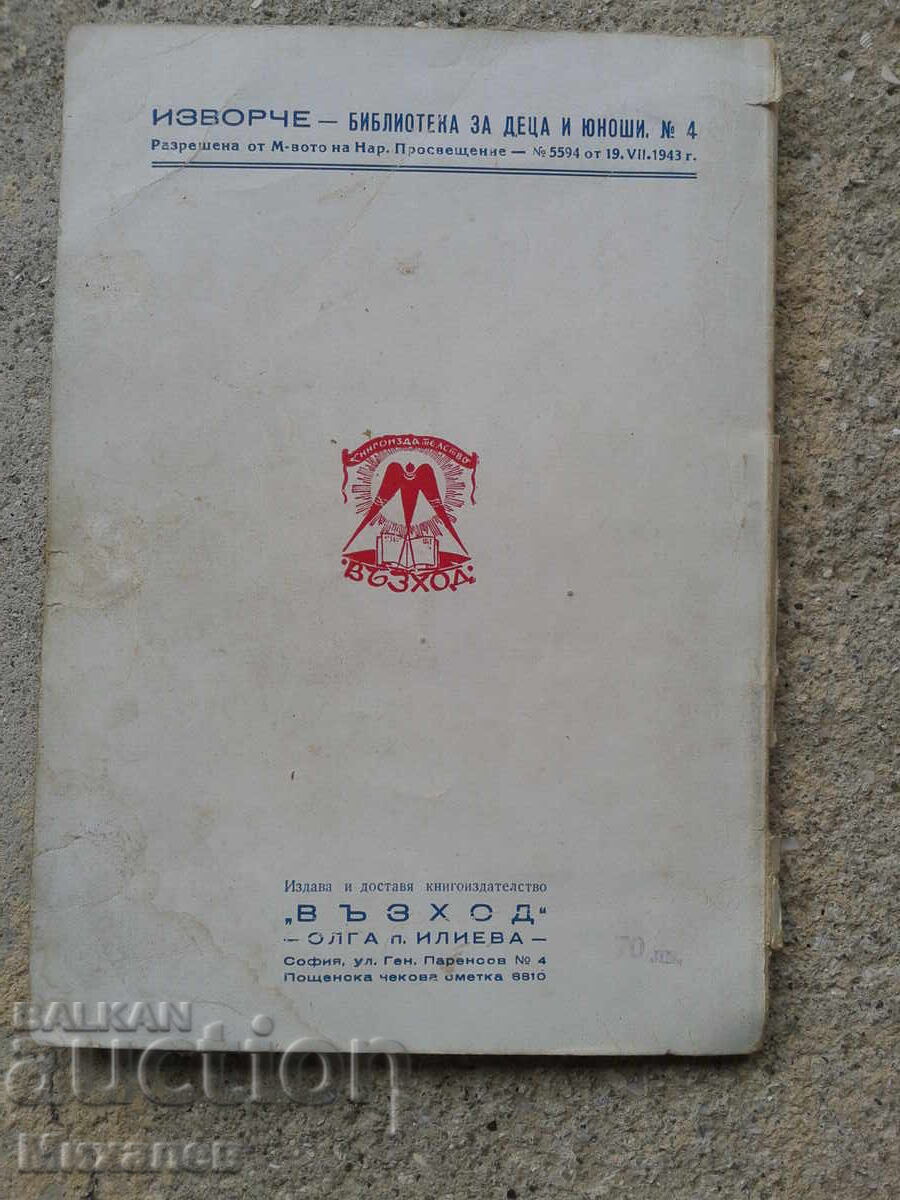 ИЗВОРЧЕ — БИБЛИОТЕКА ЗА ДЕЦА И ЮНОШИ. № 4
Разрешена от М-вото на Нар. Просвещение — № 5594 от 19. VII. 1943 г.
КНИГОИЗДАТЕЛСТВО
ВЪЗХОД
Издава и доставя книгоиздателство
„ВЪЗХОД“
— ОЛГА п. ИЛИЕВА —
София, ул. Ген. Паренсов № 4
Пощенска чекова сметка 6810
70 лв.
BALKAN
auction
Михалев